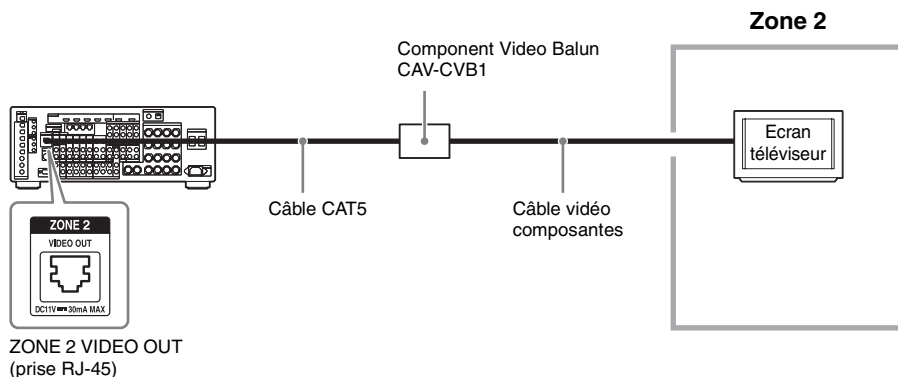 Zone 2
Component Video Balun
CAV-CVB1
Ecran
téléviseur
Câble CAT5
Câble vidéo
composantes
ZONE 2
VIDEO OUT
DC11V 30mA MAX
ZONE 2 VIDEO OUT
(prise RJ-45)